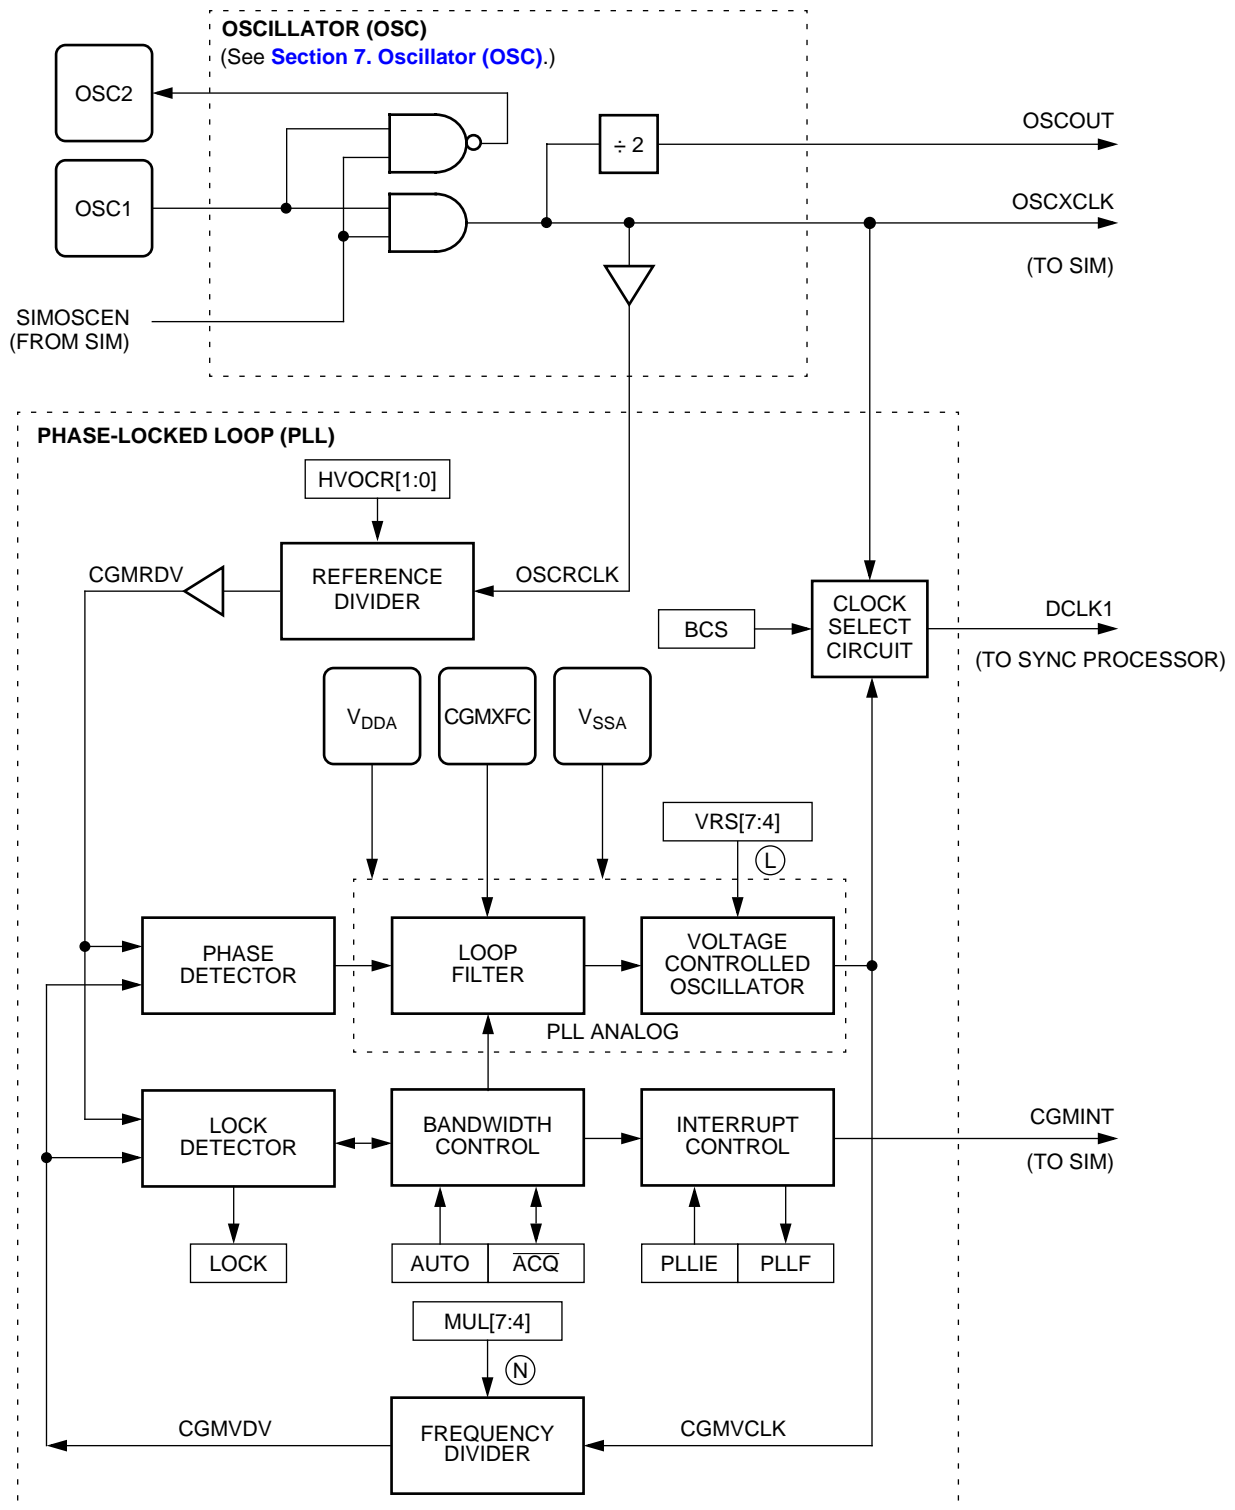 OSCILLATOR (OSC)
(See Section 7. Oscillator (OSC).)
OSC2
÷ 2
OSCOUT
OSC1
OSCXCLK
(TO SIM)
SIMOSCEN
(FROM SIM)
PHASE-LOCKED LOOP (PLL)
HVOCR[1:0]
CGMRDV
REFERENCE
DIVIDER
OSCRCLK
BCS
CLOCK
SELECT
CIRCUIT
DCLK1
(TO SYNC PROCESSOR)
VDDA
CGMXFC
VSSA
VRS[7:4]
L
PHASE
DETECTOR
LOOP
FILTER
VOLTAGE
CONTROLLED
OSCILLATOR
PLL ANALOG
LOCK
DETECTOR
BANDWIDTH
CONTROL
INTERRUPT
CONTROL
CGMINT
(TO SIM)
LOCK
AUTO
ACQ
PLLIE
PLLF
MUL[7:4]
N
CGMVDV
FREQUENCY
DIVIDER
CGMVCLK